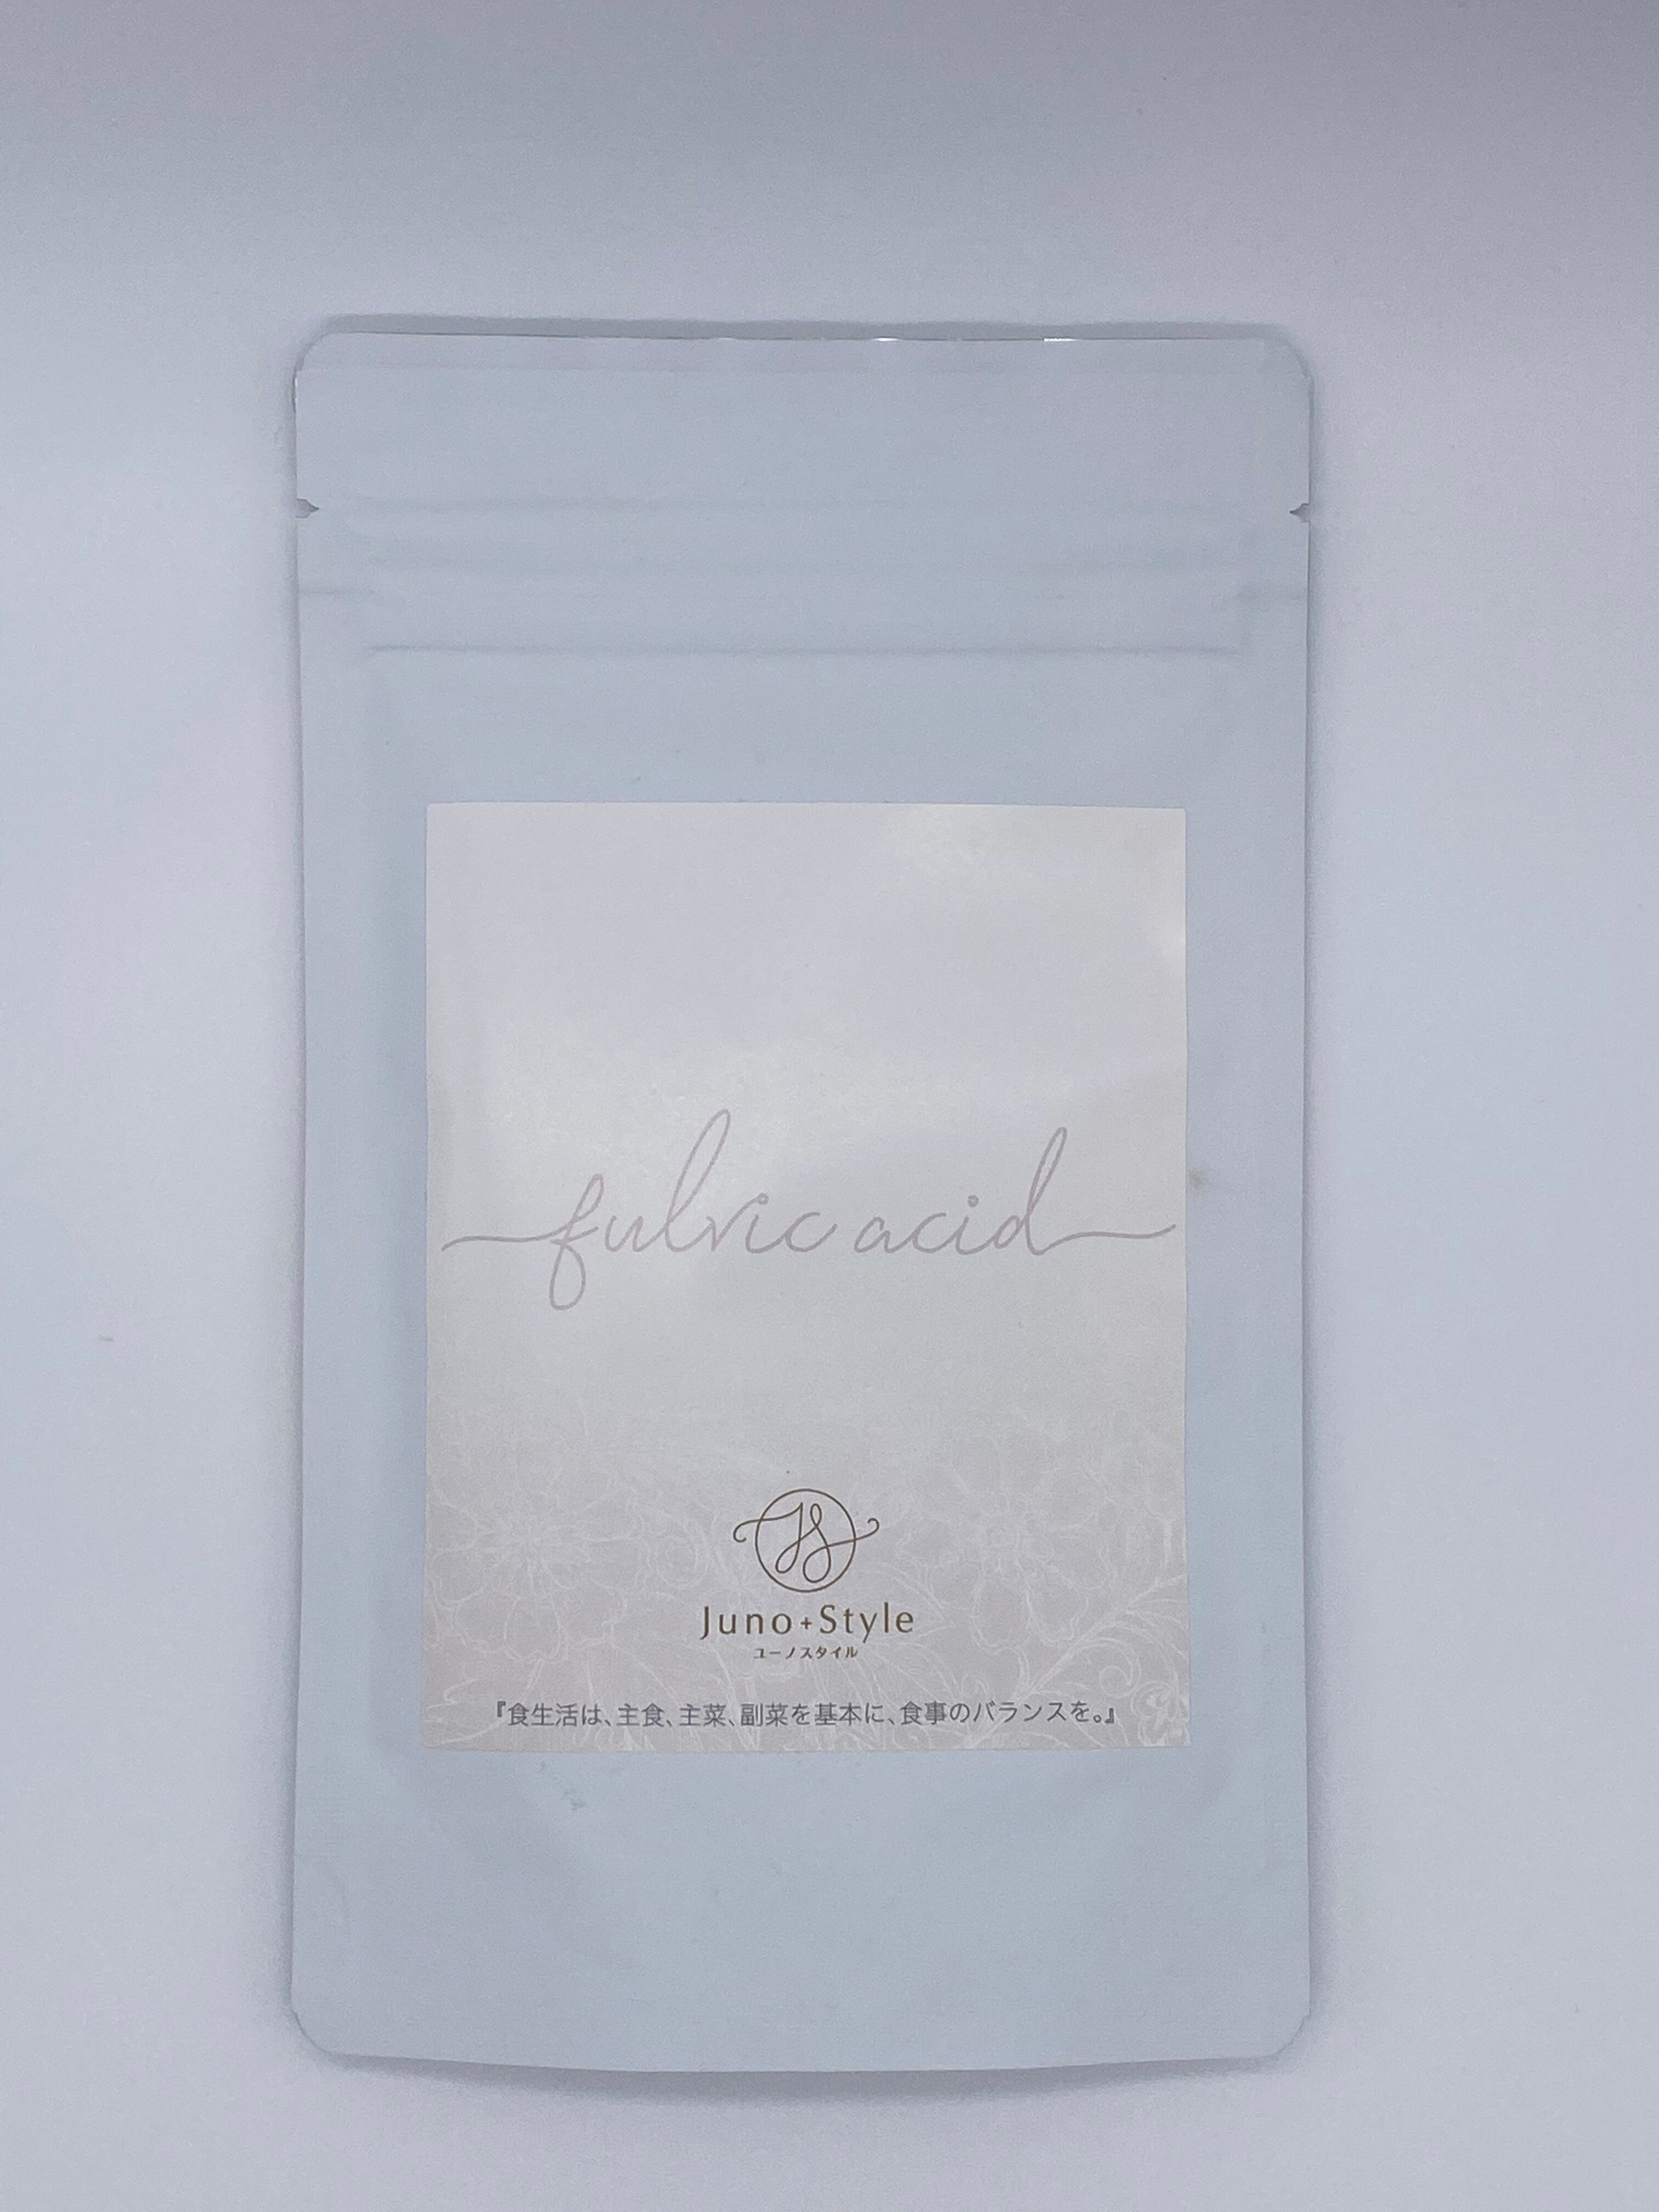 fulvic acid
JS
Juno+Style
ユーノスタイル
『食生活は、主食、主菜、副菜を基本に、食事のバランスを。』